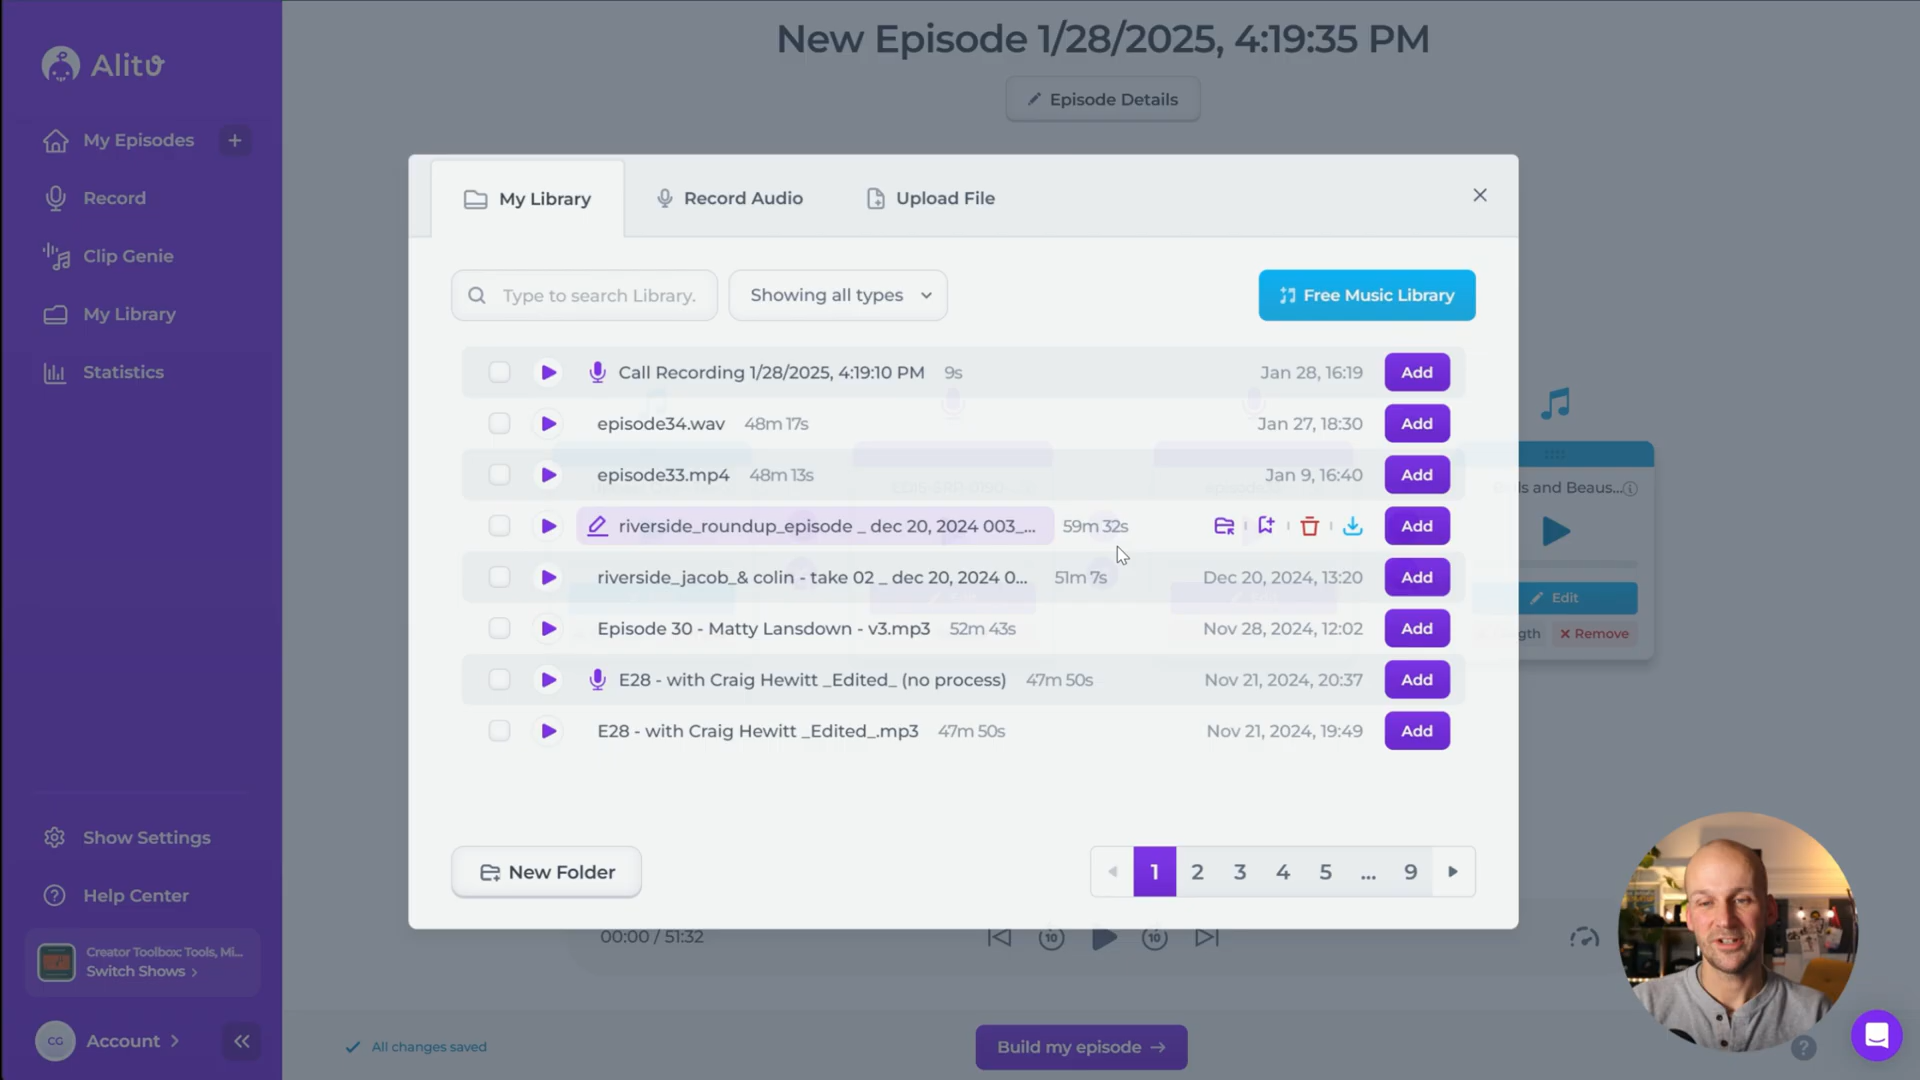 New Episode 1/28/2025, 4:19:35 PM
Episode Details
Alitu
My Episodes +
Record
Clip Genie
My Library
Statistics
My Library
Record Audio
Upload File
Type to search Library.
Showing all types
Free Music Library
Call Recording 1/28/2025, 4:19:10 PM 9s Jan 28, 16:19 Add
episode34.wav 48m 17s Jan 27, 18:30 Add
episode33.mp4 48m 13s Jan 9, 16:40 Add
riverside_roundup_episode _ dec 20, 2024 003_... 59m 32s Add
riverside_jacob_& colin - take 02 _ dec 20, 2024 0... 51m 7s Dec 20, 2024, 13:20 Add
Episode 30 - Matty Lansdown - v3.mp3 52m 43s Nov 28, 2024, 12:02 Add
E28 - with Craig Hewitt _Edited_ (no process) 47m 50s Nov 21, 2024, 20:37 Add
E28 - with Craig Hewitt _Edited_.mp3 47m 50s Nov 21, 2024, 19:49 Add
ls and Beaus...
Edit
gth
Remove
New Folder
1 2 3 4 5 ... 9
00:00 / 51:32
10
10
Show Settings
Help Center
Creator Toolbox: Tools, Mi...
Switch Shows >
CG
Account >
All changes saved
Build my episode →
?